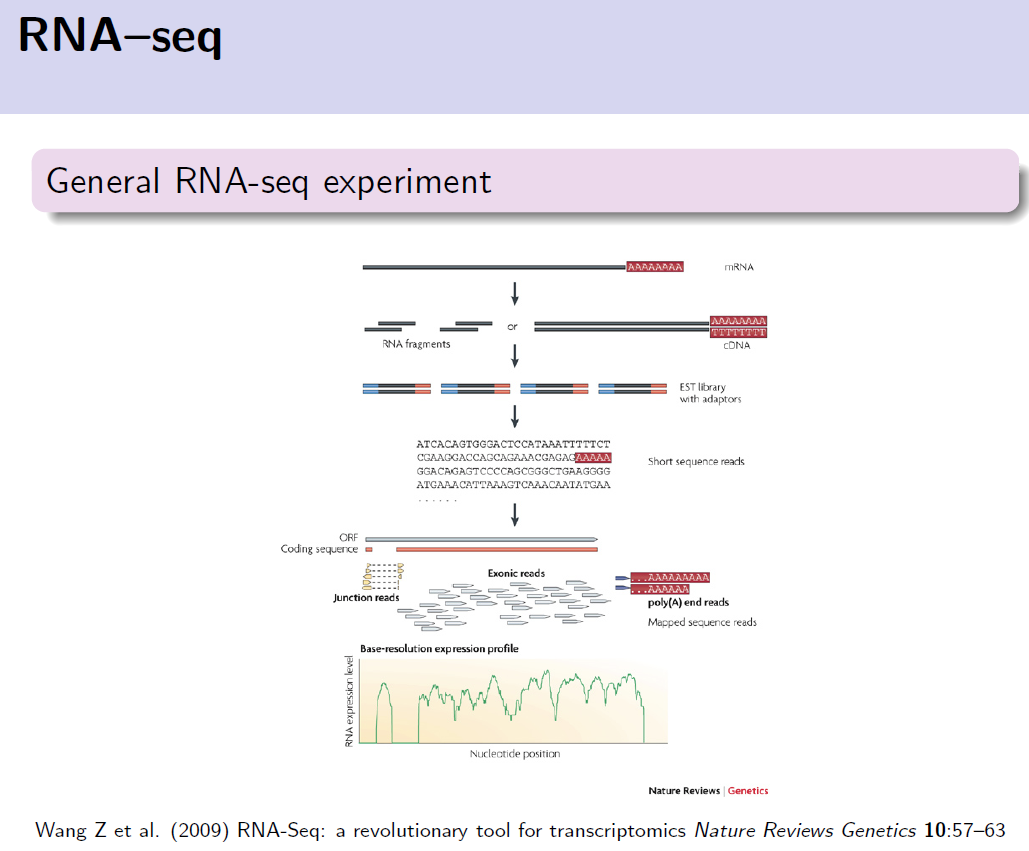 RNA–seq
General RNA-seq experiment
AAAAAAAA mRNA
AAAAAAAA
or
TTTTTTTT
RNA fragments
cDNA
EST library
with adaptors
ATCACAGTGGGACTCCATAAATTTTTCT
CGAAGGACCAGCAGAAACGAGAGAAAAA
GGACAGAGTCCCCAGCGGGCTGAAGGGG
ATGAAACATTAAAGTCAAACAATATGAA
......
Short sequence reads
ORF
Coding sequence
Junction reads
Exonic reads
...AAAAAAAAA
...AAAAAA
poly(A) end reads
Mapped sequence reads
Base-resolution expression profile
RNA expression level
Nucleotide position
Nature Reviews | Genetics
Wang Z et al. (2009) RNA-Seq: a revolutionary tool for transcriptomics Nature Reviews Genetics 10:57–63